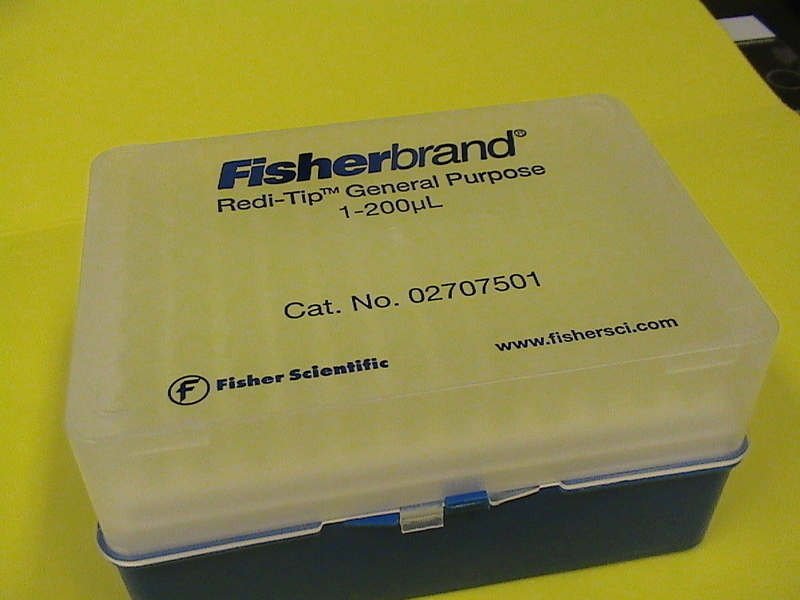 Fisherbrand®
Redi-Tip™ General Purpose
1-200µL
Cat. No. 02707501
www.fishersci.com
F Fisher Scientific